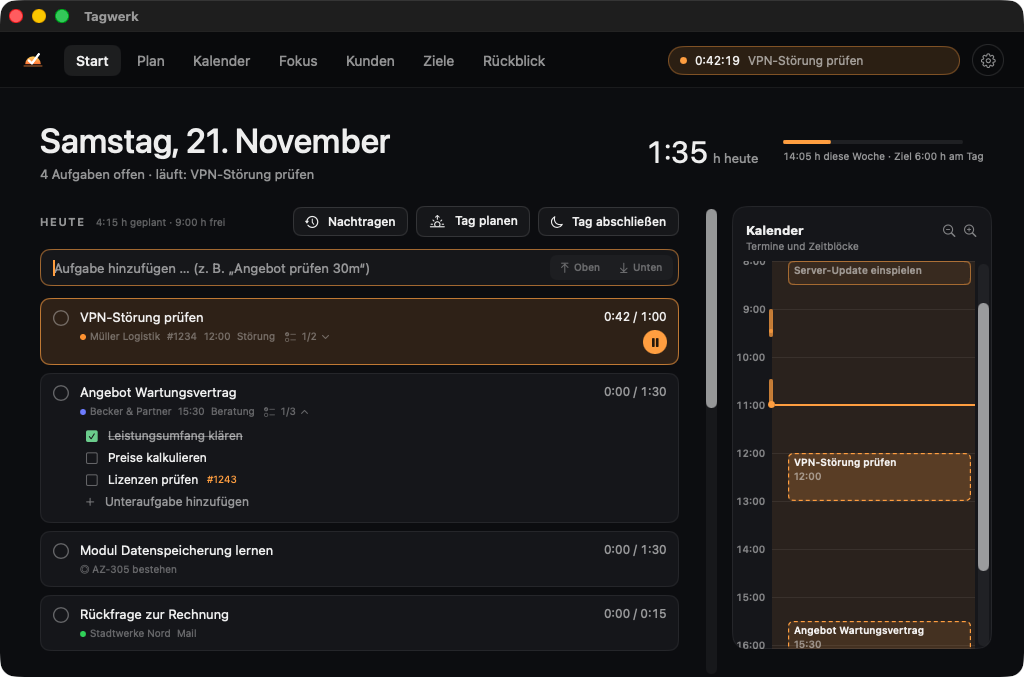 Tagwerk
Start Plan Kalender Fokus Kunden Ziele Rückblick
0:42:19 VPN-Störung prüfen
Samstag, 21. November
4 Aufgaben offen · läuft: VPN-Störung prüfen
1:35 h heute
14:05 h diese Woche · Ziel 6:00 h am Tag
HEUTE 4:15 h geplant · 9:00 h frei
Nachtragen
Tag planen
Tag abschließen
Aufgabe hinzufügen ... (z. B. „Angebot prüfen 30m“)
Oben
Unten
VPN-Störung prüfen 0:42 / 1:00
Müller Logistik #1234 12:00 Störung 1/2
Angebot Wartungsvertrag 0:00 / 1:30
Becker & Partner 15:30 Beratung 1/3
Leistungsumfang klären
Preise kalkulieren
Lizenzen prüfen #1243
+ Unteraufgabe hinzufügen
Modul Datenspeicherung lernen 0:00 / 1:30
AZ-305 bestehen
Rückfrage zur Rechnung 0:00 / 0:15
Stadtwerke Nord Mail
Kalender
Termine und Zeitblöcke
8:00
Server-Update einspielen
9:00
10:00
11:00
12:00
VPN-Störung prüfen
12:00
13:00
14:00
15:00
Angebot Wartungsvertrag
16:00
15:30